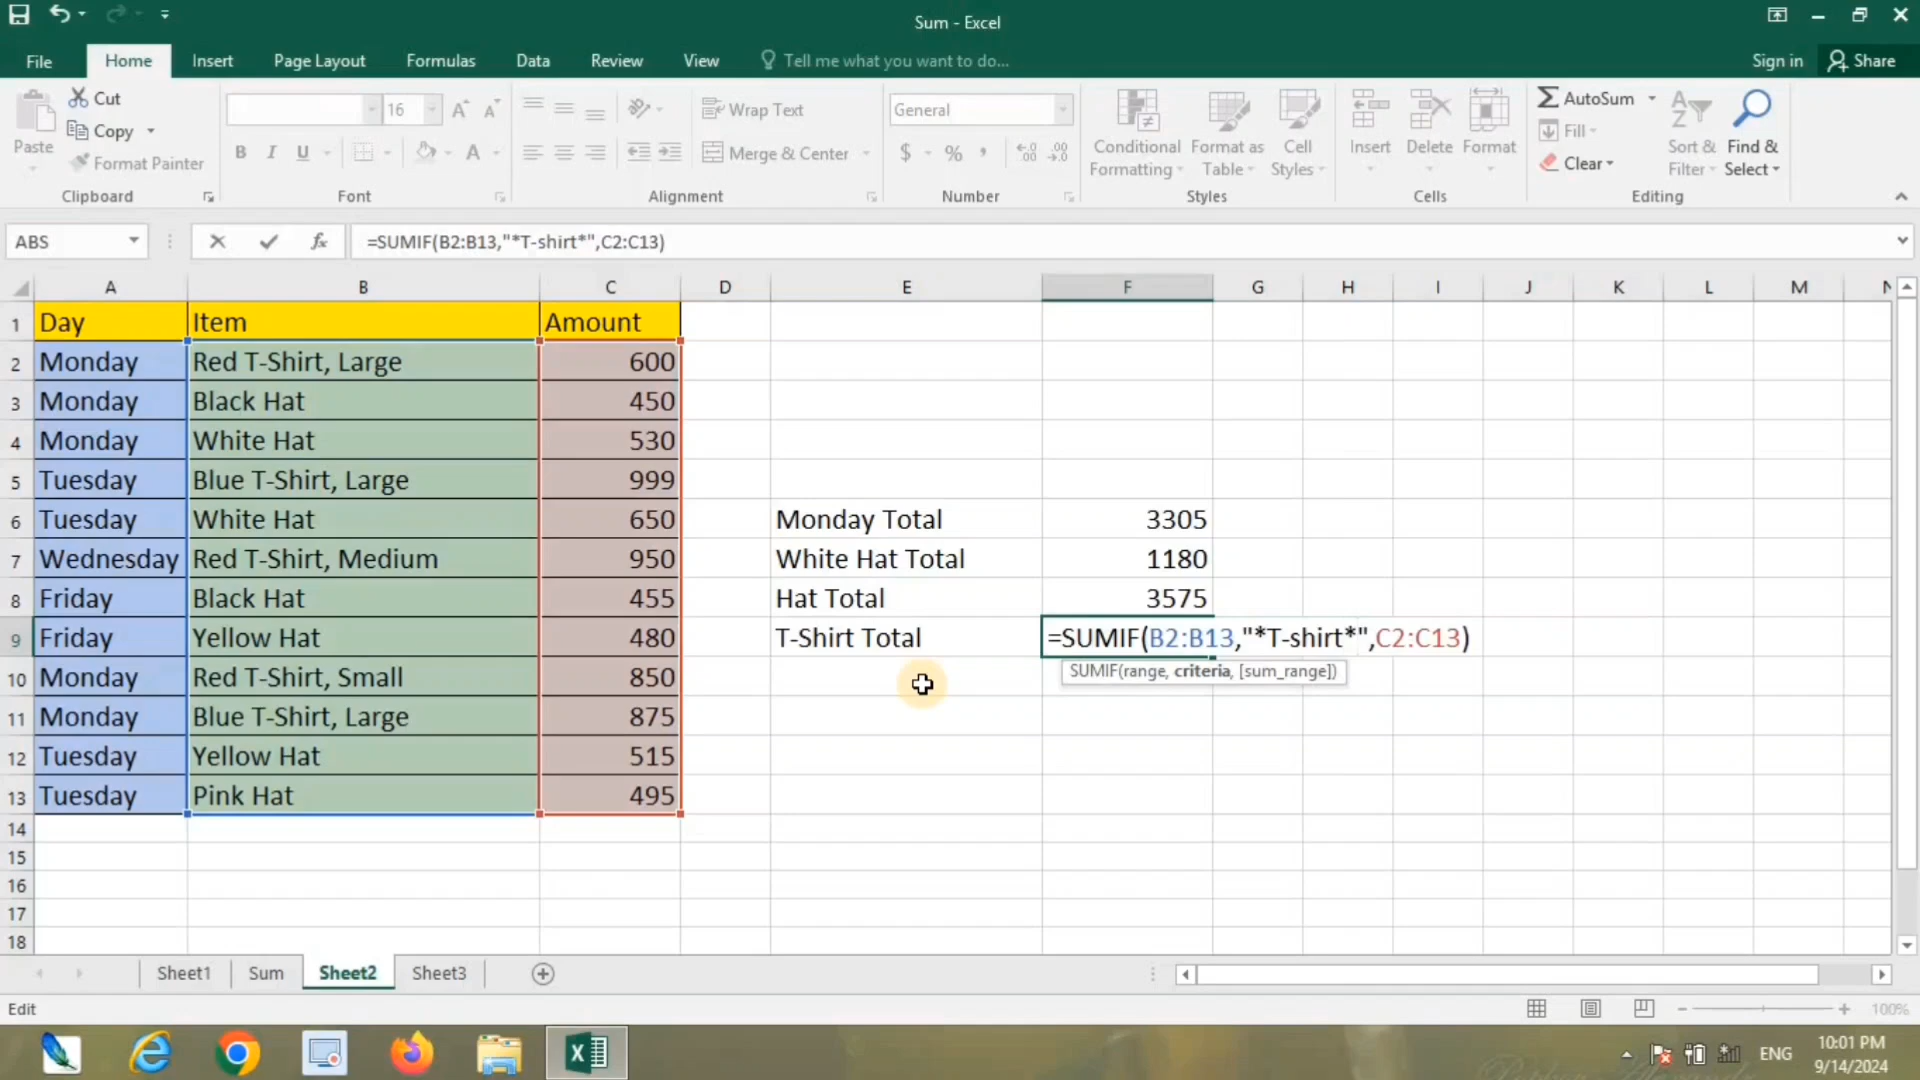 Sum - Excel
File Home Insert Page Layout Formulas Data Review View Tell me what you want to do... Sign in Share
Cut
Copy
Format Painter
Paste
16
Wrap Text
Merge & Center
General
Conditional Formatting
Format as Table
Cell Styles
Insert Delete Format
AutoSum
Fill
Clear
Sort & Filter
Find & Select
Clipboard Font Alignment Number Styles Cells Editing
ABS =SUMIF(B2:B13,"*T-shirt*",C2:C13)
A B C D E F G H I J K L M N
1 Day Item Amount
2 Monday Red T-Shirt, Large 600
3 Monday Black Hat 450
4 Monday White Hat 530
5 Tuesday Blue T-Shirt, Large 999
6 Tuesday White Hat 650 Monday Total 3305
7 Wednesday Red T-Shirt, Medium 950 White Hat Total 1180
8 Friday Black Hat 455 Hat Total 3575
9 Friday Yellow Hat 480 T-Shirt Total =SUMIF(B2:B13,"*T-shirt*",C2:C13)
SUMIF(range, criteria, [sum_range])
10 Monday Red T-Shirt, Small 850
11 Monday Blue T-Shirt, Large 875
12 Tuesday Yellow Hat 515
13 Tuesday Pink Hat 495
14
15
16
17
18
Sheet1 Sum Sheet2 Sheet3
Edit 100%
ENG 10:01 PM
9/14/2024